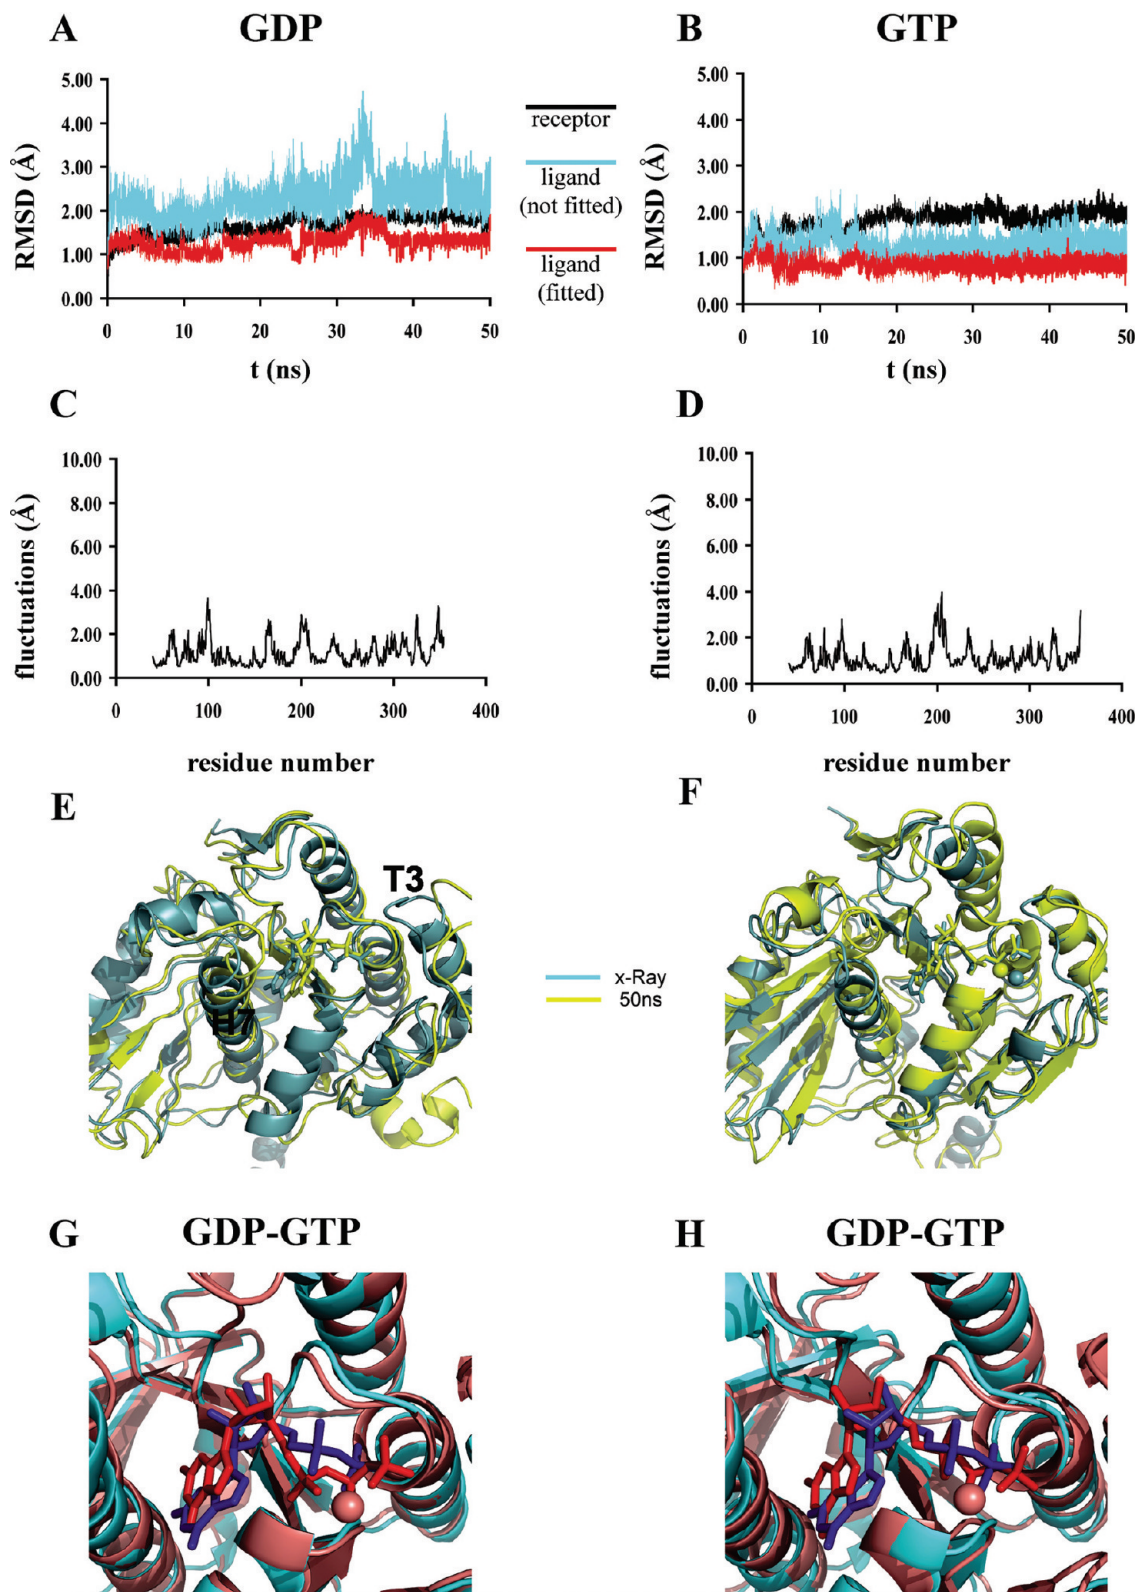 A GDP
B GTP
5.00
4.00
3.00
2.00
1.00
0.00
RMSD (Å)
0 10 20 30 40 50
t (ns)
receptor
ligand
(not fitted)
ligand
(fitted)
5.00
4.00
3.00
2.00
1.00
0.00
RMSD (Å)
0 10 20 30 40 50
t (ns)
C
D
10.00
8.00
6.00
4.00
2.00
0.00
fluctuations (Å)
0 100 200 300 400
residue number
10.00
8.00
6.00
4.00
2.00
0.00
fluctuations (Å)
0 100 200 300 400
residue number
E
F
T3
H7
x-Ray
50ns
G GDP-GTP
H GDP-GTP